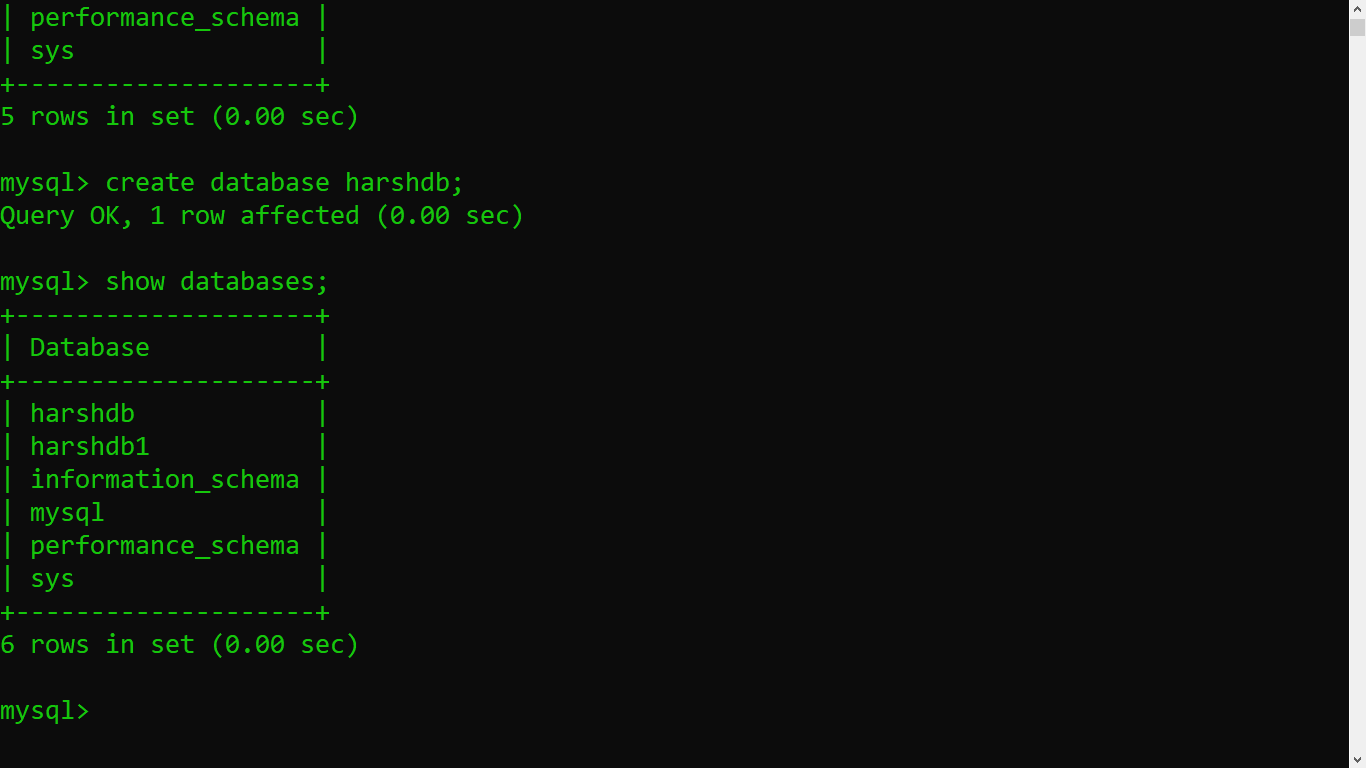 | performance_schema |
| sys                |
+--------------------+
5 rows in set (0.00 sec)

mysql> create database harshdb;
Query OK, 1 row affected (0.00 sec)

mysql> show databases;
+--------------------+
| Database           |
+--------------------+
| harshdb            |
| harshdb1           |
| information_schema |
| mysql              |
| performance_schema |
| sys                |
+--------------------+
6 rows in set (0.00 sec)

mysql>